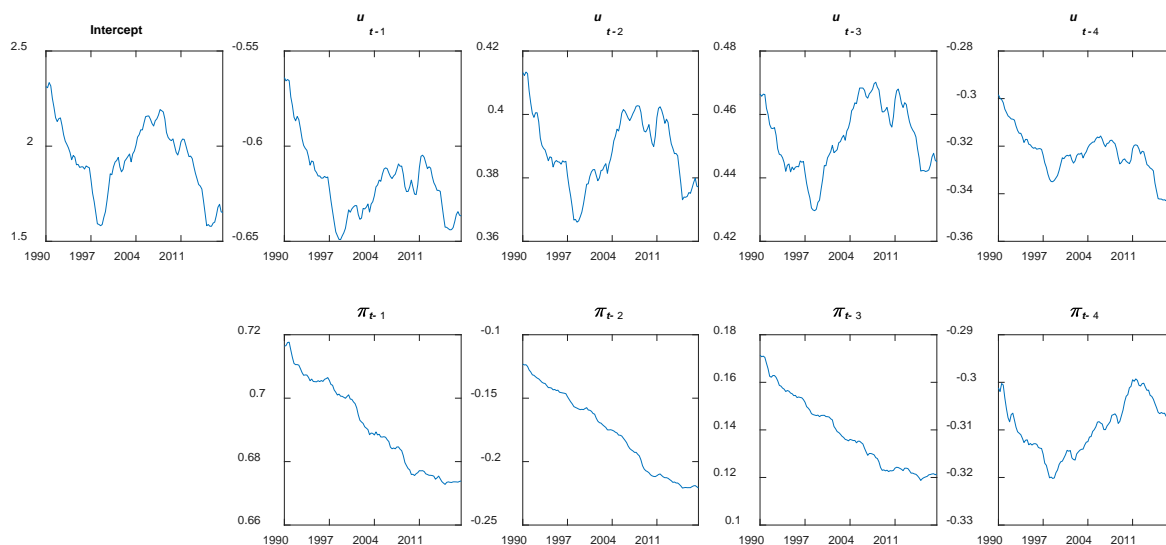 Intercept
u t-1
u t-2
u t-3
u t-4
2.5
2
1.5
-0.55
-0.6
-0.65
0.42
0.4
0.38
0.36
0.48
0.46
0.44
0.42
-0.28
-0.3
-0.32
-0.34
-0.36
1990 1997 2004 2011
1990 1997 2004 2011
1990 1997 2004 2011
1990 1997 2004 2011
1990 1997 2004 2011
π t-1
π t-2
π t-3
π t-4
0.72
0.7
0.68
0.66
-0.1
-0.15
-0.2
-0.25
0.18
0.16
0.14
0.12
0.1
-0.29
-0.3
-0.31
-0.32
-0.33
1990 1997 2004 2011
1990 1997 2004 2011
1990 1997 2004 2011
1990 1997 2004 2011